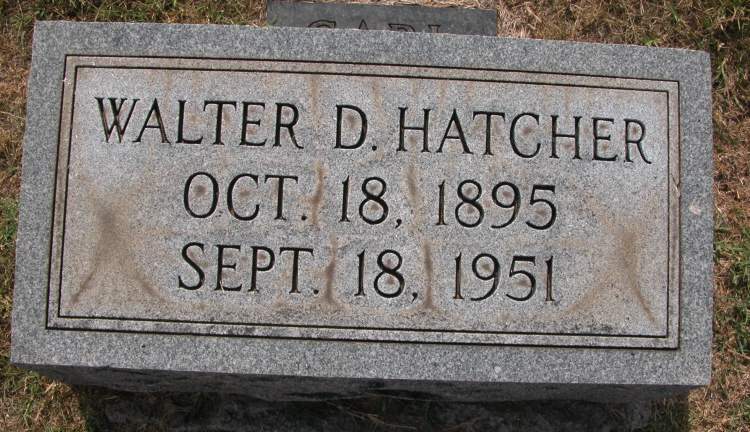 WALTER D. HATCHER
OCT. 18, 1895
SEPT. 18, 1951